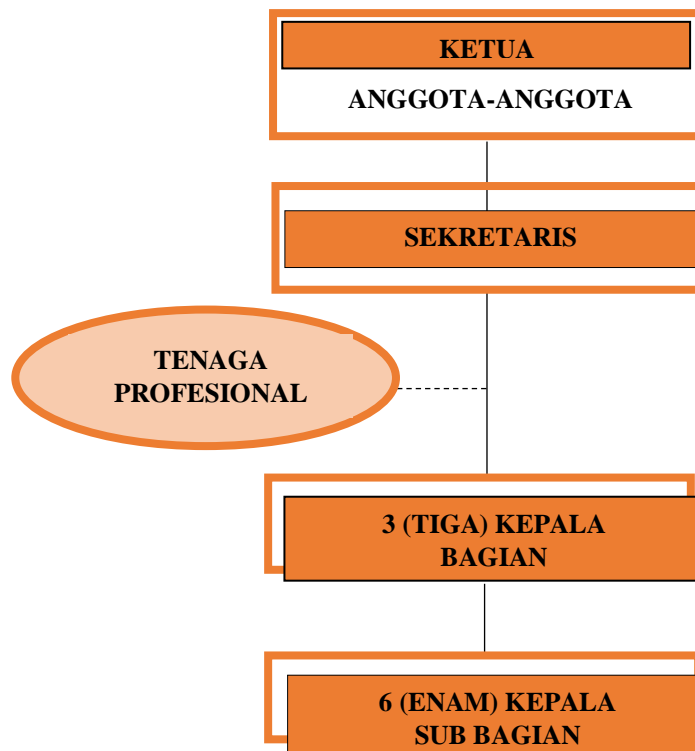 KETUA
ANGGOTA-ANGGOTA
SEKRETARIS
TENAGA
PROFESIONAL
3 (TIGA) KEPALA
BAGIAN
6 (ENAM) KEPALA
SUB BAGIAN